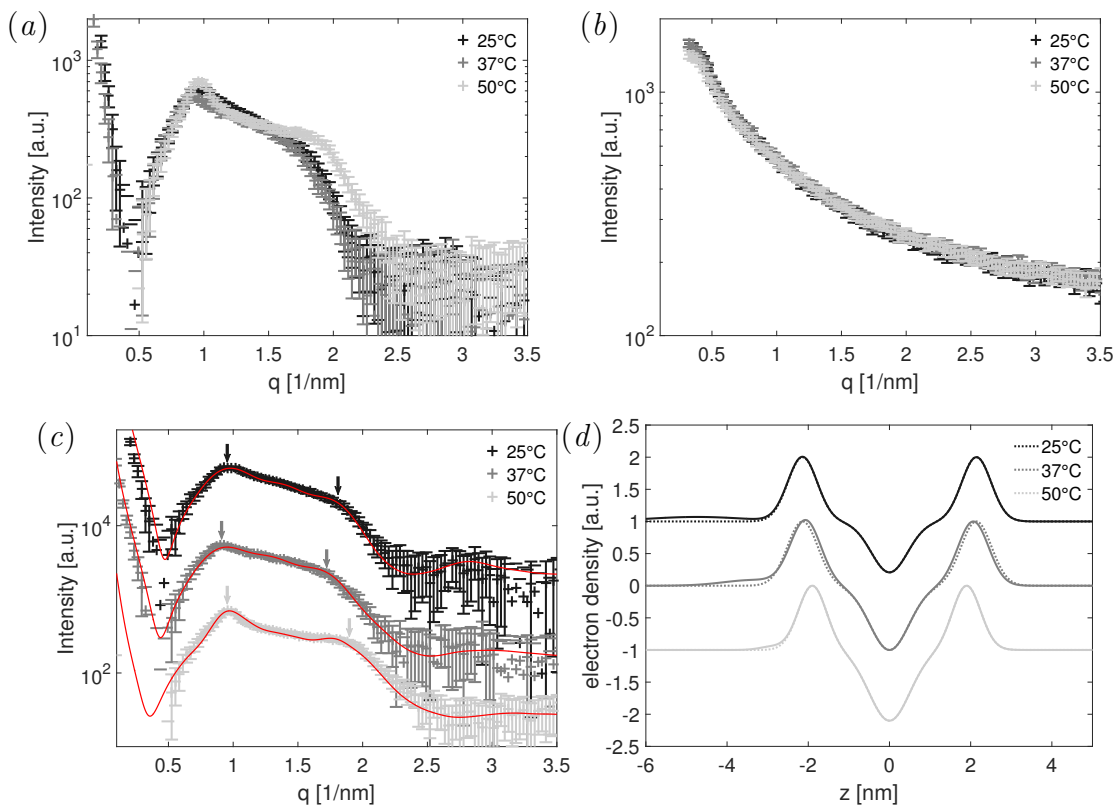 (a)
25°C
37°C
50°C
10^3
10^2
10^1
Intensity [a.u.]
0.5 1 1.5 2 2.5 3 3.5
q [1/nm]
(b)
25°C
37°C
50°C
10^3
10^2
Intensity [a.u.]
0.5 1 1.5 2 2.5 3 3.5
q [1/nm]
(c)
25°C
37°C
50°C
10^4
10^2
Intensity [a.u.]
0.5 1 1.5 2 2.5 3 3.5
q [1/nm]
(d)
25°C
37°C
50°C
2.5
2
1.5
1
0.5
0
-0.5
-1
-1.5
-2
-2.5
electron density [a.u.]
-6 -4 -2 0 2 4
z [nm]